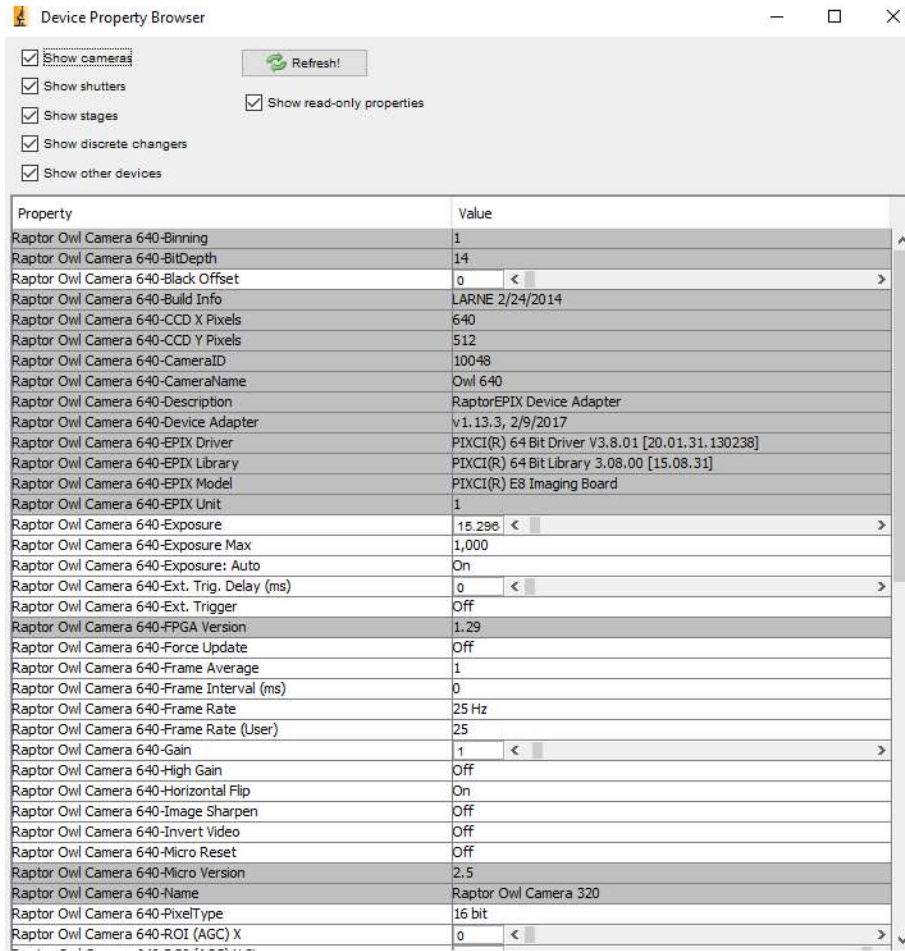 Device Property Browser
Show cameras
Refresh!
Show shutters
Show read-only properties
Show stages
Show discrete changers
Show other devices
Property Value
Raptor Owl Camera 640-Binning 1
Raptor Owl Camera 640-BitDepth 14
Raptor Owl Camera 640-Black Offset 0
Raptor Owl Camera 640-Build Info LARNE 2/24/2014
Raptor Owl Camera 640-CCD X Pixels 640
Raptor Owl Camera 640-CCD Y Pixels 512
Raptor Owl Camera 640-CameraID 10048
Raptor Owl Camera 640-CameraName Owl 640
Raptor Owl Camera 640-Description RaptorEPIX Device Adapter
Raptor Owl Camera 640-Device Adapter v1.13.3, 2/9/2017
Raptor Owl Camera 640-EPIX Driver PIXCI(R) 64 Bit Driver V3.8.01 [20.01.31.130238]
Raptor Owl Camera 640-EPIX Library PIXCI(R) 64 Bit Library 3.08.00 [15.08.31]
Raptor Owl Camera 640-EPIX Model PIXCI(R) E8 Imaging Board
Raptor Owl Camera 640-EPIX Unit 1
Raptor Owl Camera 640-Exposure 15.296
Raptor Owl Camera 640-Exposure Max 1,000
Raptor Owl Camera 640-Exposure: Auto On
Raptor Owl Camera 640-Ext. Trig. Delay (ms) 0
Raptor Owl Camera 640-Ext. Trigger Off
Raptor Owl Camera 640-FPGA Version 1.29
Raptor Owl Camera 640-Force Update Off
Raptor Owl Camera 640-Frame Average 1
Raptor Owl Camera 640-Frame Interval (ms) 0
Raptor Owl Camera 640-Frame Rate 25 Hz
Raptor Owl Camera 640-Frame Rate (User) 25
Raptor Owl Camera 640-Gain 1
Raptor Owl Camera 640-High Gain Off
Raptor Owl Camera 640-Horizontal Flip On
Raptor Owl Camera 640-Image Sharpen Off
Raptor Owl Camera 640-Invert Video Off
Raptor Owl Camera 640-Micro Reset Off
Raptor Owl Camera 640-Micro Version 2.5
Raptor Owl Camera 640-Name Raptor Owl Camera 320
Raptor Owl Camera 640-PixelType 16 bit
Raptor Owl Camera 640-ROI (AGC) X 0